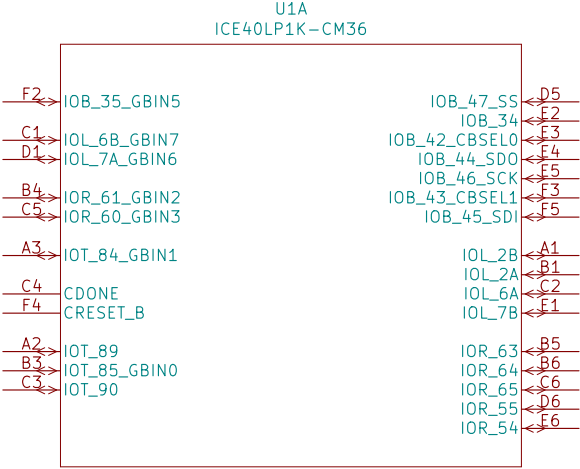 U1A
ICE40LP1K-CM36
F2 IOB_35_GBIN5 IOB_47_SS D5
IOB_34 E2
C1 IOL_6B_GBIN7 IOB_42_CBSEL0 E3
D1 IOL_7A_GBIN6 IOB_44_SDO E4
IOB_46_SCK E5
B4 IOR_61_GBIN2 IOB_43_CBSEL1 F3
C5 IOR_60_GBIN3 IOB_45_SDI F5
A3 IOT_84_GBIN1 IOL_2B A1
IOL_2A B1
C4 CDONE IOL_6A C2
F4 CRESET_B IOL_7B E1
A2 IOT_89 IOR_63 B5
B3 IOT_85_GBIN0 IOR_64 B6
C3 IOT_90 IOR_65 C6
IOR_55 D6
IOR_54 E6